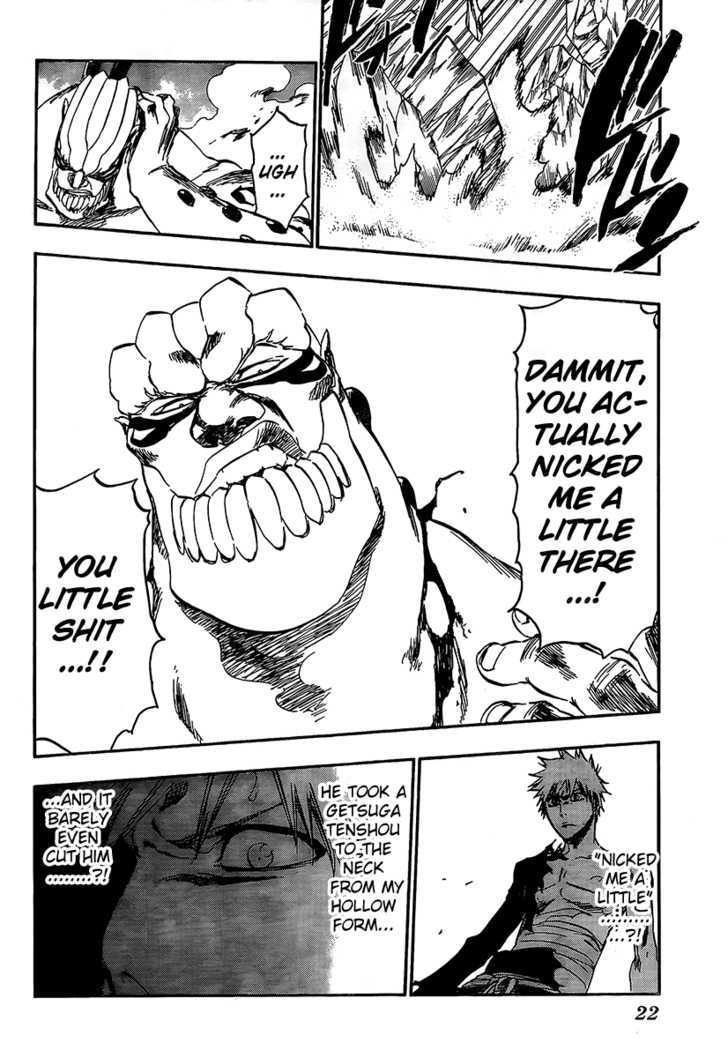 ...
UGH
...
DAMMIT,
YOU AC-
TUALLY
NICKED
ME A
LITTLE
THERE
...!
YOU
LITTLE
SHIT
...!!
"NICKED
ME A
LITTLE"
.........
...?!
HE TOOK A
GETSUGA
TENSHOU
TO THE
NECK
FROM MY
HOLLOW
FORM...
...AND IT
BARELY
EVEN
CUT HIM
.........?!
22